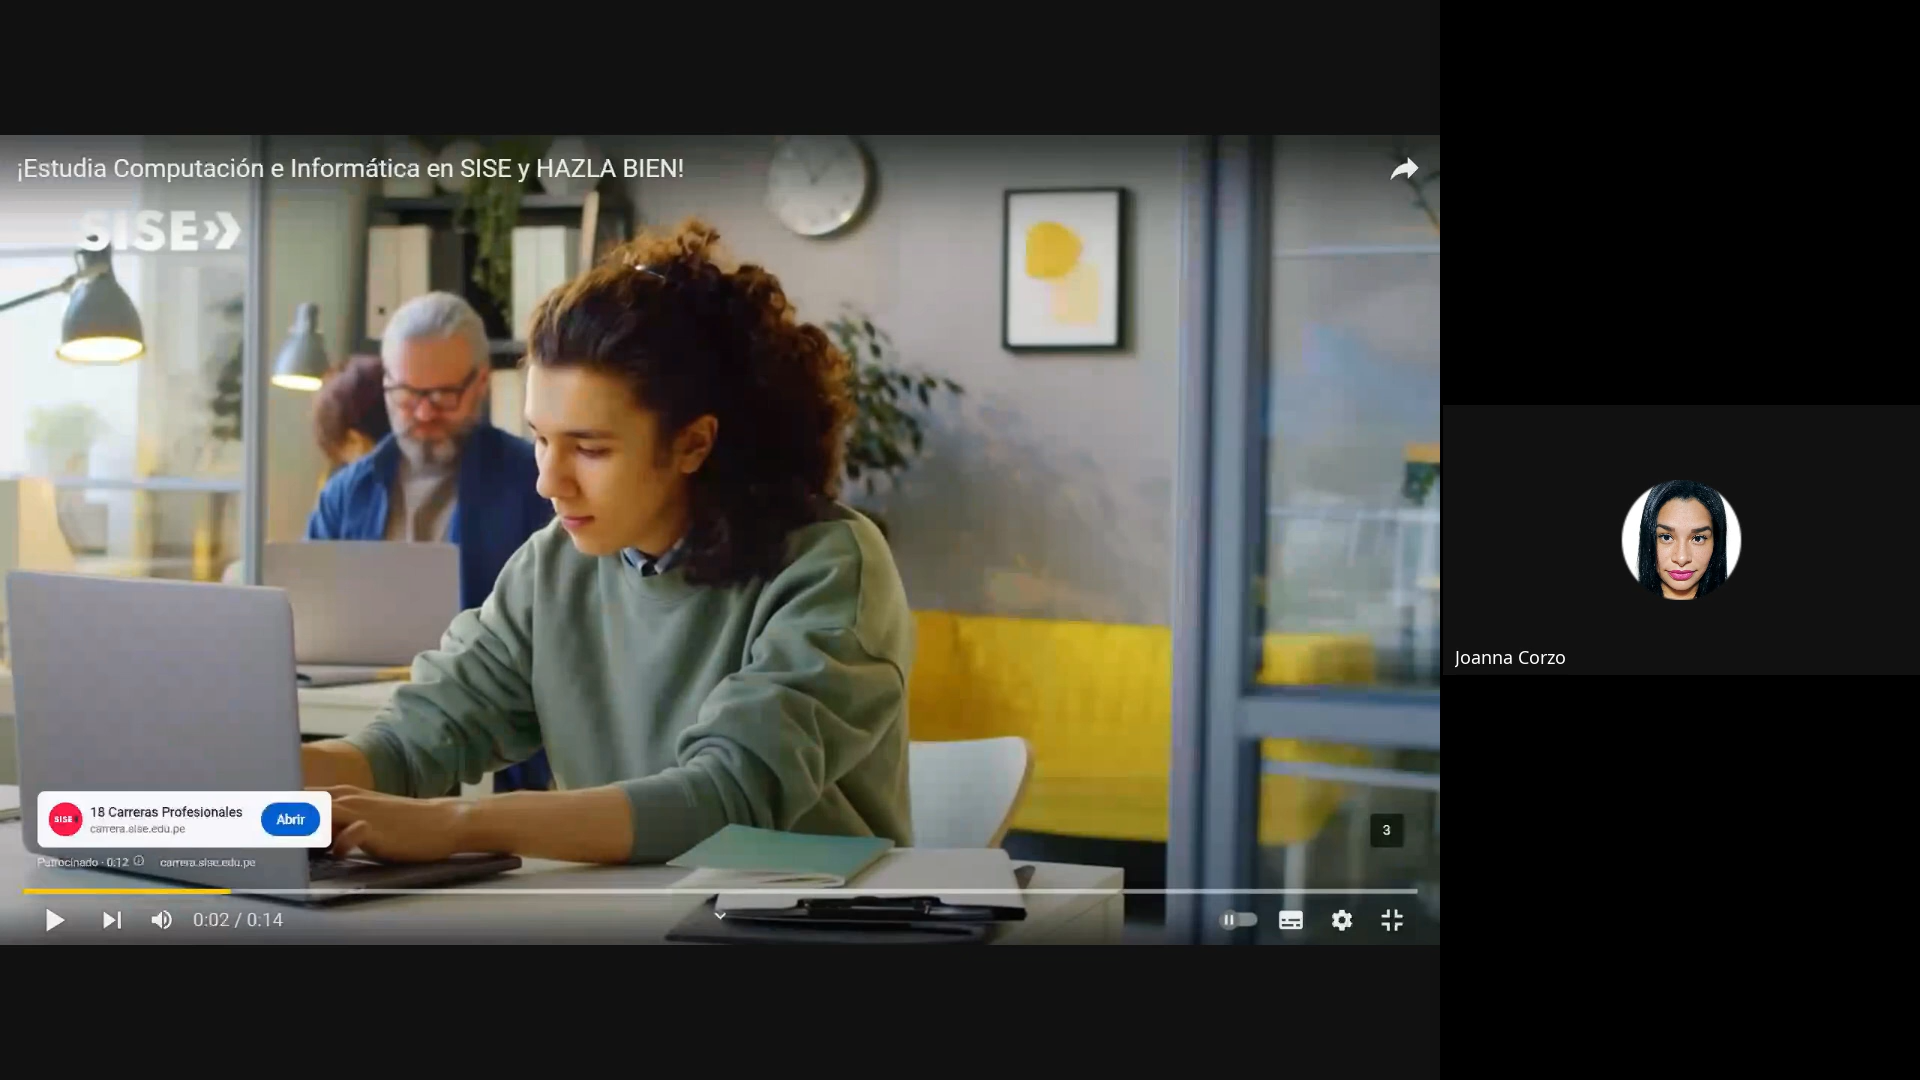 ¡Estudia Computación e Informática en SISE y HAZLA BIEN!
SISE
18 Carreras Profesionales
carrera.sise.edu.pe
SISE
Abrir
3
Patrocinado · 0:12
carrera.sise.edu.pe
0:02 / 0:14
Joanna Corzo